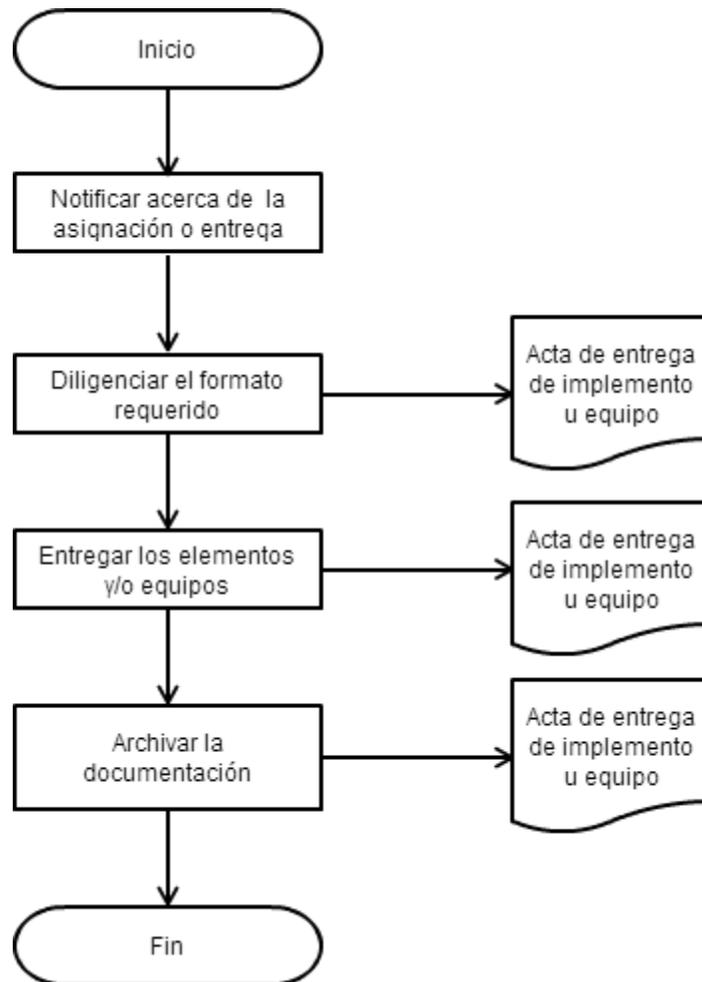 Inicio
Notificar acerca de la
asignación o entrega
Diligenciar el formato
requerido
Acta de entrega
de implemento
u equipo
Entregar los elementos
y/o equipos
Acta de entrega
de implemento
u equipo
Archivar la
documentación
Acta de entrega
de implemento
u equipo
Fin